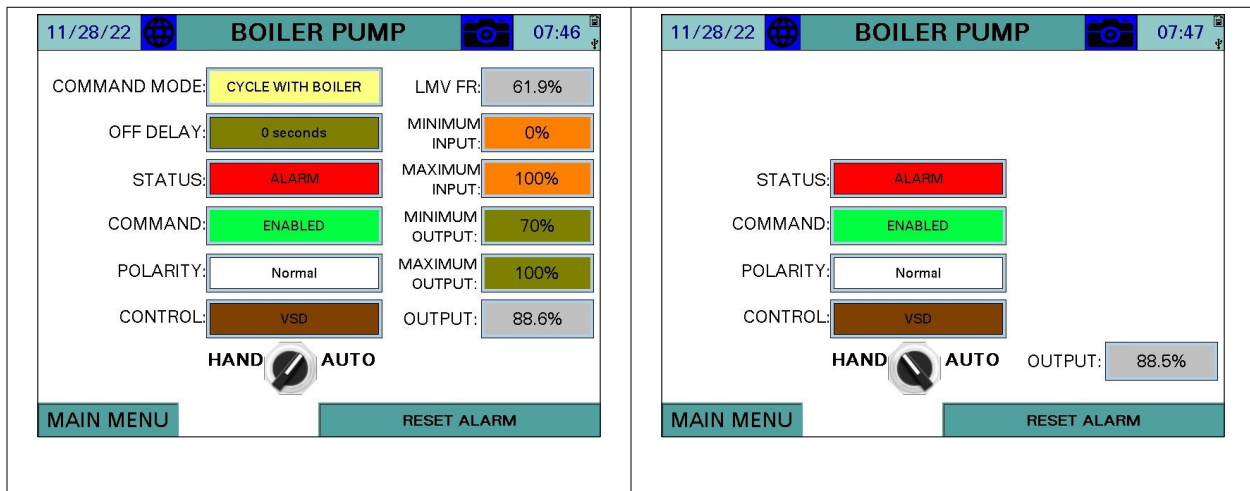 11/28/22 BOILER PUMP 07:46
COMMAND MODE: CYCLE WITH BOILER LMV FR: 61.9%
OFF DELAY: 0 seconds MINIMUM INPUT: 0%
STATUS: ALARM MAXIMUM INPUT: 100%
COMMAND: ENABLED MINIMUM OUTPUT: 70%
POLARITY: Normal MAXIMUM OUTPUT: 100%
CONTROL: VSD OUTPUT: 88.6%
HAND AUTO
MAIN MENU RESET ALARM
11/28/22 BOILER PUMP 07:47
STATUS: ALARM
COMMAND: ENABLED
POLARITY: Normal
CONTROL: VSD
HAND AUTO OUTPUT: 88.5%
MAIN MENU RESET ALARM